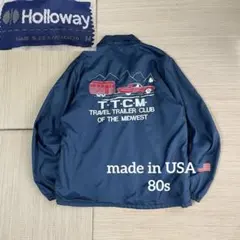 Holloway
T·T·C·M
TRAVEL TRAILER CLUB
OF THE MIDWEST
made in USA
80s